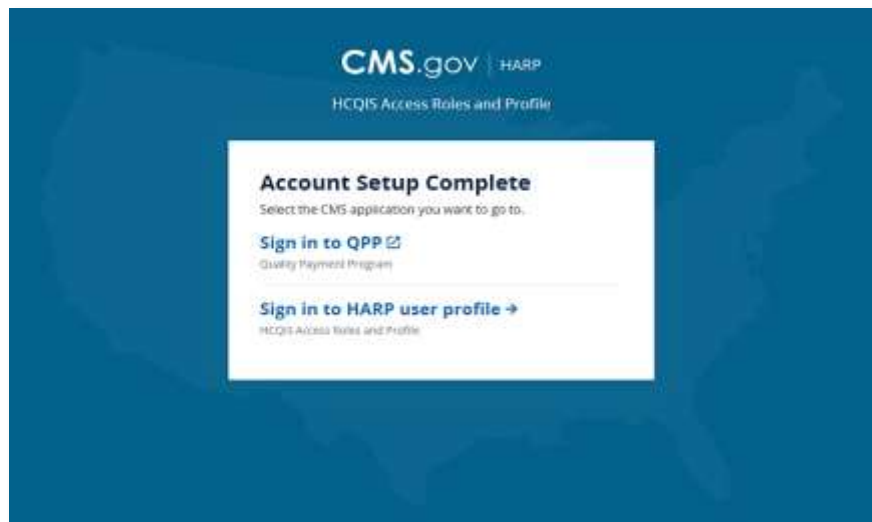 CMS.gov | HARP
HCQIS Access Roles and Profile
Account Setup Complete
Select the CMS application you want to go to.
Sign in to QPP
Quality Payment Program
Sign in to HARP user profile →
HCQIS Access Roles and Profile